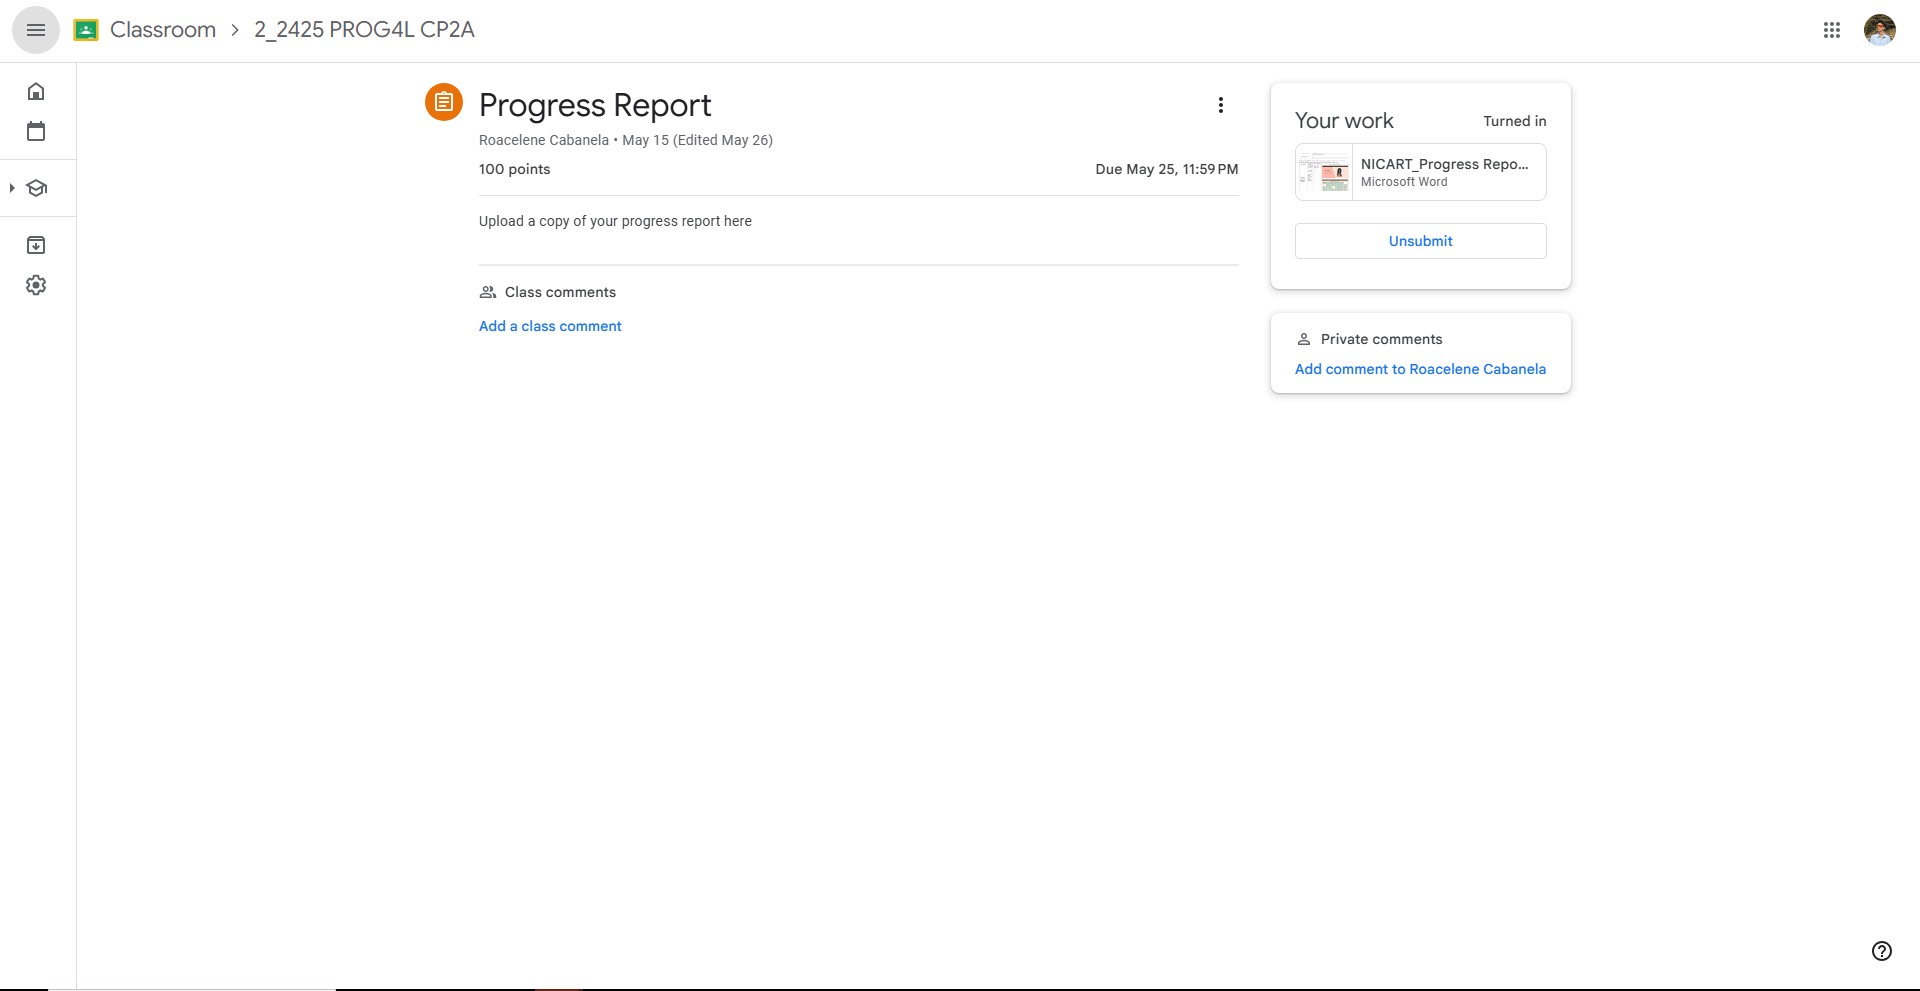 Classroom > 2_2425 PROG4L CP2A
Progress Report
Roacelene Cabanela • May 15 (Edited May 26)
100 points
Due May 25, 11:59 PM
Upload a copy of your progress report here
Class comments
Add a class comment
Your work
Turned in
NICART_Progress Repo...
Microsoft Word
Unsubmit
Private comments
Add comment to Roacelene Cabanela